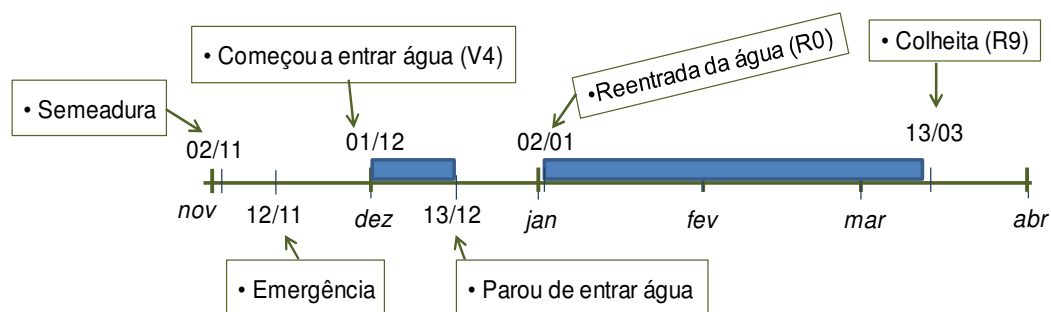 • Começou a entrar água (V4)
•Reentrada da água (R0)
• Colheita (R9)
• Semeadura
02/11
01/12
02/01
13/03
nov
12/11
dez
13/12
jan
fev
mar
abr
• Emergência
• Parou de entrar água